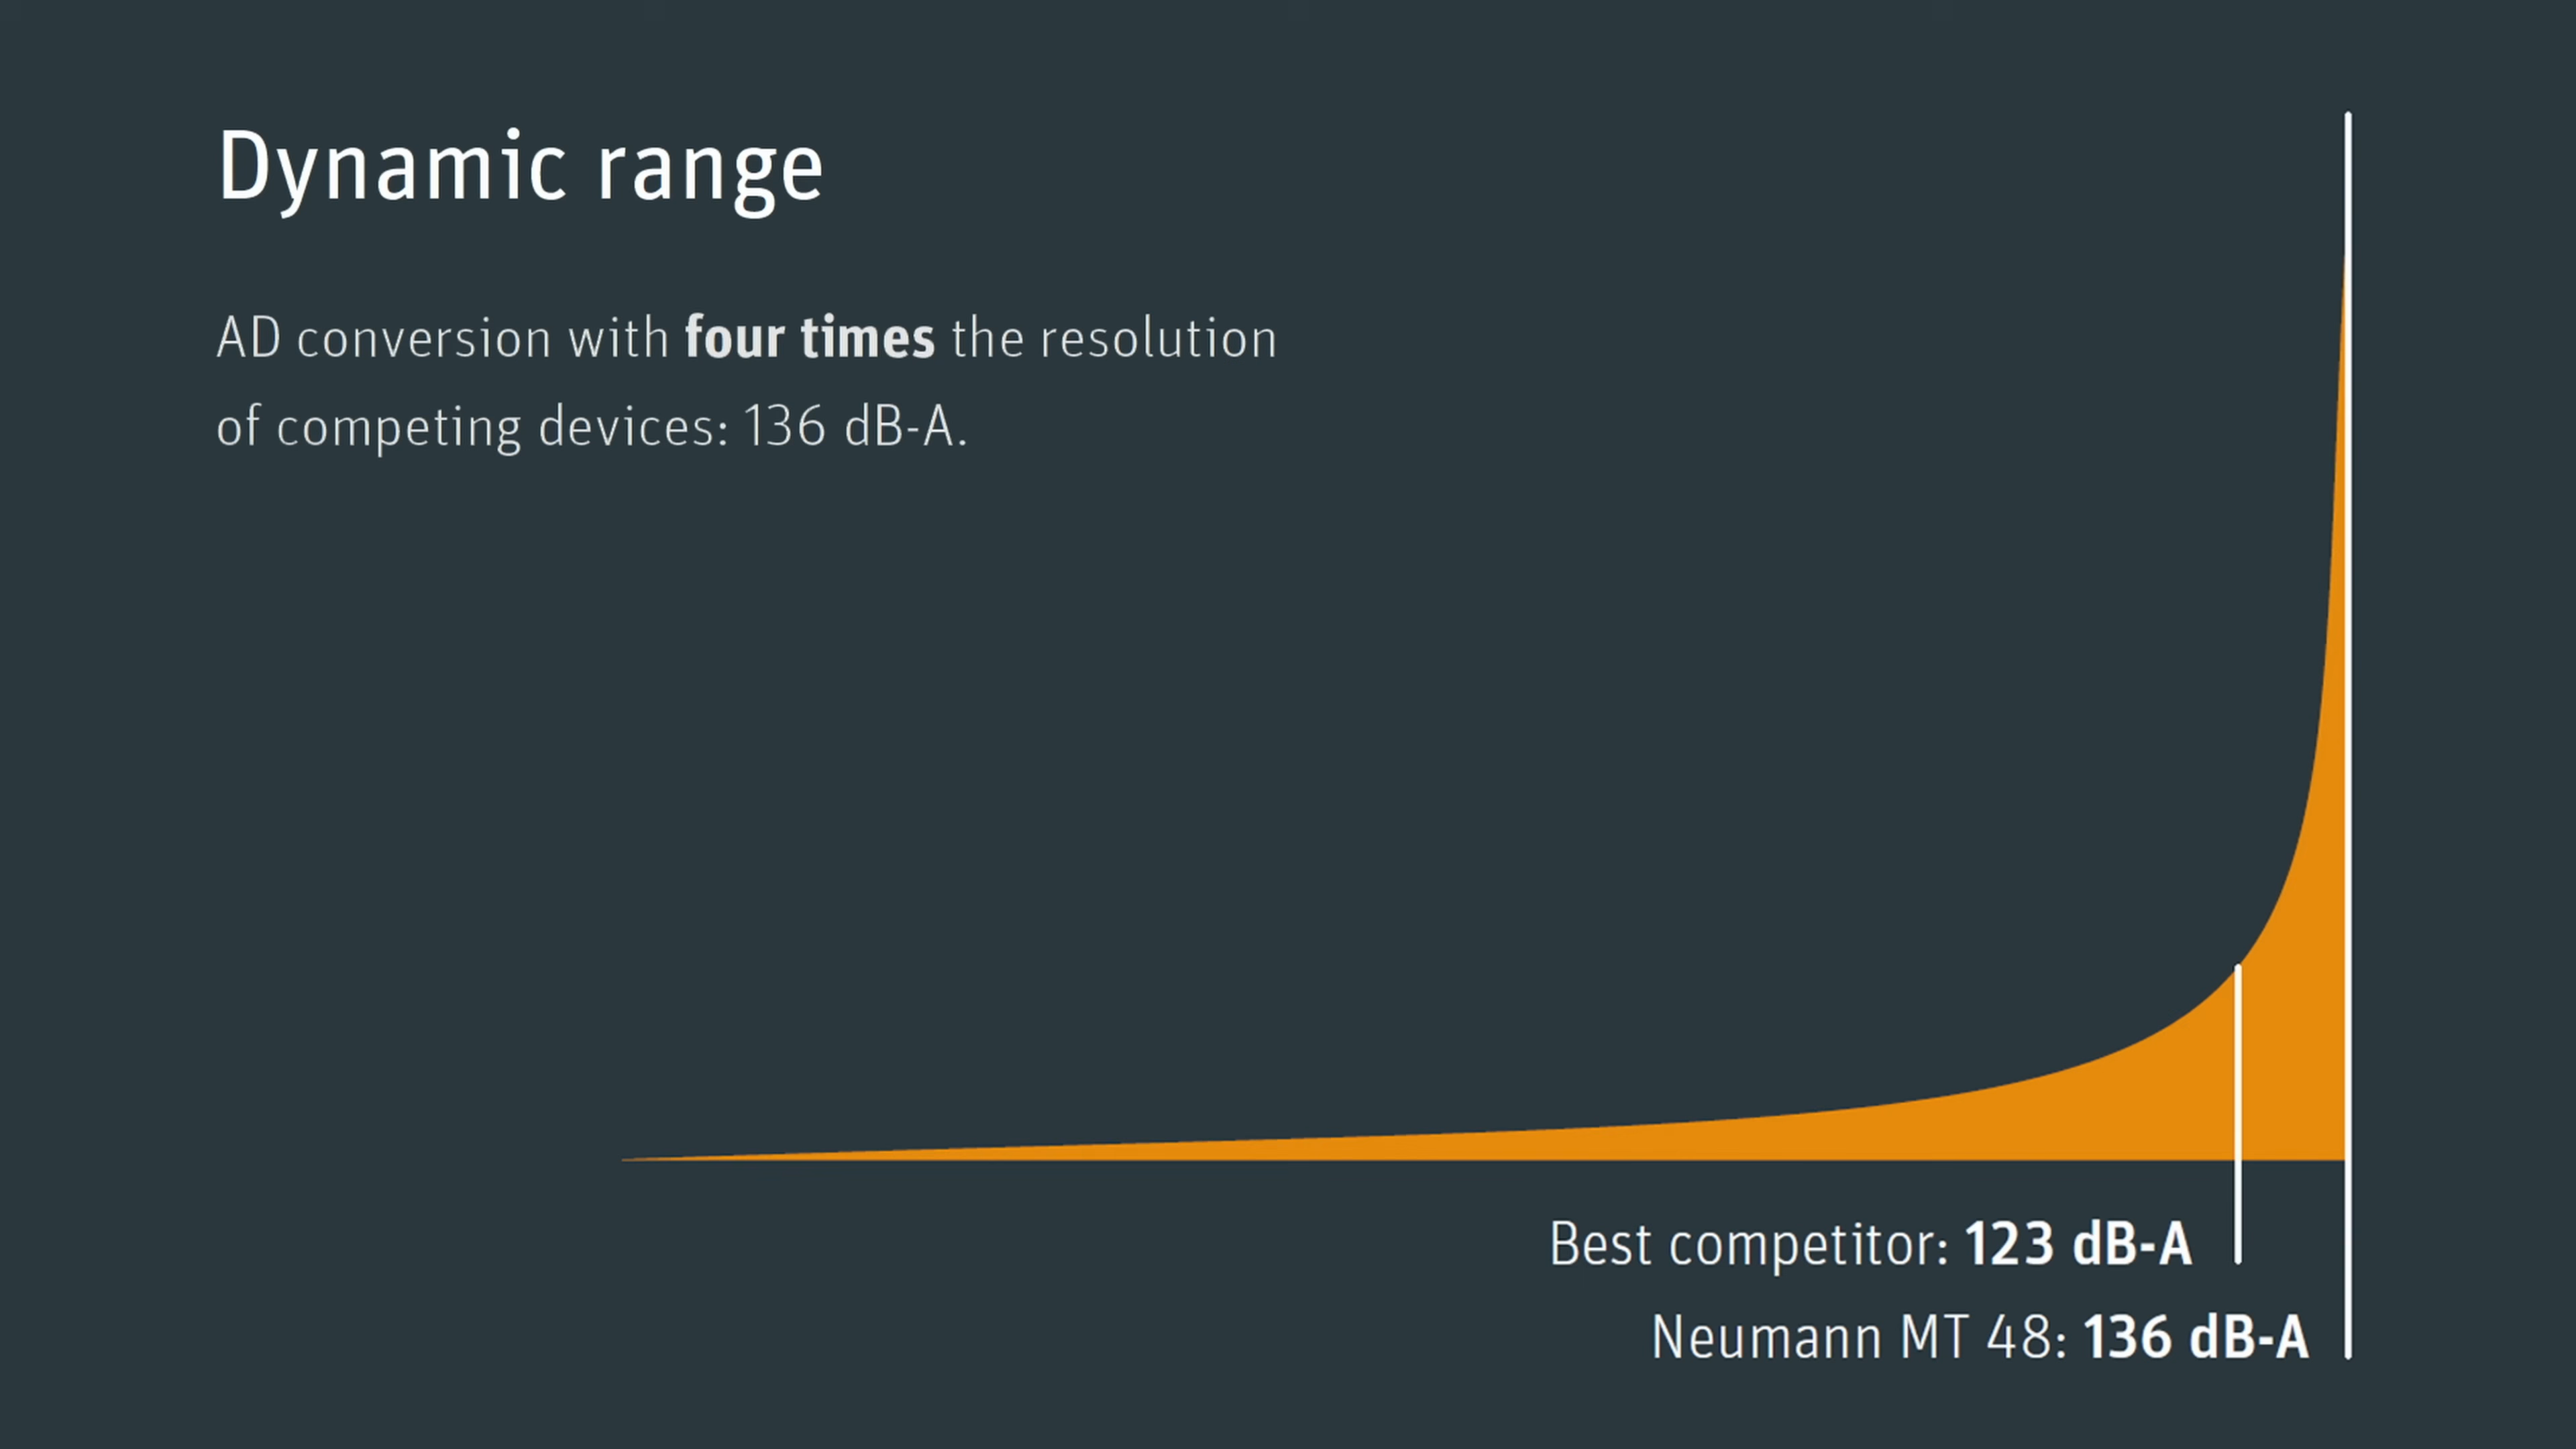 Dynamic range
AD conversion with four times the resolution
of competing devices: 136 dB-A.
Best competitor: 123 dB-A
Neumann MT 48: 136 dB-A